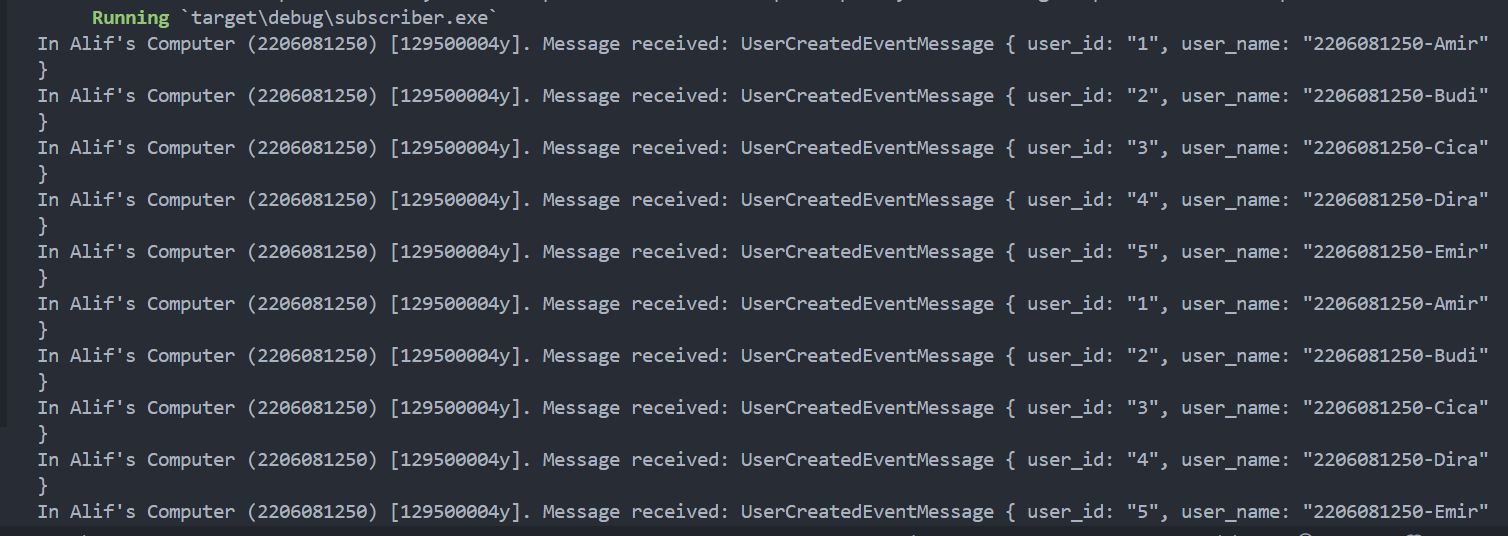 Running `target\debug\subscriber.exe`
In Alif's Computer (2206081250) [129500004y]. Message received: UserCreatedEventMessage { user_id: "1", user_name: "2206081250-Amir"
}
In Alif's Computer (2206081250) [129500004y]. Message received: UserCreatedEventMessage { user_id: "2", user_name: "2206081250-Budi"
}
In Alif's Computer (2206081250) [129500004y]. Message received: UserCreatedEventMessage { user_id: "3", user_name: "2206081250-Cica"
}
In Alif's Computer (2206081250) [129500004y]. Message received: UserCreatedEventMessage { user_id: "4", user_name: "2206081250-Dira"
}
In Alif's Computer (2206081250) [129500004y]. Message received: UserCreatedEventMessage { user_id: "5", user_name: "2206081250-Emir"
}
In Alif's Computer (2206081250) [129500004y]. Message received: UserCreatedEventMessage { user_id: "1", user_name: "2206081250-Amir"
}
In Alif's Computer (2206081250) [129500004y]. Message received: UserCreatedEventMessage { user_id: "2", user_name: "2206081250-Budi"
}
In Alif's Computer (2206081250) [129500004y]. Message received: UserCreatedEventMessage { user_id: "3", user_name: "2206081250-Cica"
}
In Alif's Computer (2206081250) [129500004y]. Message received: UserCreatedEventMessage { user_id: "4", user_name: "2206081250-Dira"
}
In Alif's Computer (2206081250) [129500004y]. Message received: UserCreatedEventMessage { user_id: "5", user_name: "2206081250-Emir"